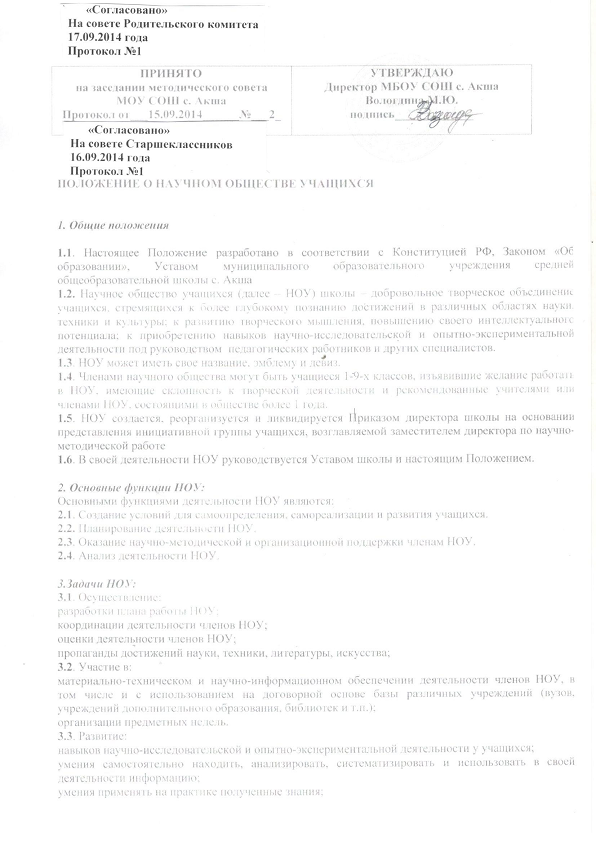 «Согласовано»
На совете Родительского комитета
17.09.2014 года
Протокол №1
ПРИНЯТО
на заседании методического совета
МОУ СОШ с. Акша
Протокол от 15.09.2014 № 2
УТВЕРЖДАЮ
Директор МБОУ СОШ с. Акша
Вологдина М.Ю.
подпись
«Согласовано»
На совете Старшеклассников
16.09.2014 года
Протокол №1
ПОЛОЖЕНИЕ О НАУЧНОМ ОБЩЕСТВЕ УЧАЩИХСЯ
1. Общие положения
1.1. Настоящее Положение разработано в соответствии с Конституцией РФ, Законом «Об
образовании», Уставом муниципального образовательного учреждения средней
общеобразовательной школы с. Акша
1.2. Научное общество учащихся (далее – НОУ) школы – добровольное творческое объединение
учащихся, стремящихся к более глубокому познанию достижений в различных областях науки,
техники и культуры; к развитию творческого мышления, повышению своего интеллектуального
потенциала; к приобретению навыков научно-исследовательской и опытно-экспериментальной
деятельности под руководством педагогических работников и других специалистов.
1.3. НОУ может иметь свое название, эмблему и девиз.
1.4. Членами научного общества могут быть учащиеся 1-9-х классов, изъявившие желание работать
в НОУ, имеющие склонность к творческой деятельности и рекомендованные учителями или
членами НОУ, состоящими в обществе более 1 года.
1.5. НОУ создается, реорганизуется и ликвидируется Приказом директора школы на основании
представления инициативной группы учащихся, возглавляемой заместителем директора по научно-
методической работе
1.6. В своей деятельности НОУ руководствуется Уставом школы и настоящим Положением.
2. Основные функции НОУ:
Основными функциями деятельности НОУ являются:
2.1. Создание условий для самоопределения, самореализации и развития учащихся.
2.2. Планирование деятельности НОУ.
2.3. Оказание научно-методической и организационной поддержки членам НОУ.
2.4. Анализ деятельности НОУ.
3.Задачи НОУ:
3.1. Осуществление:
разработки плана работы НОУ;
координации деятельности членов НОУ;
оценки деятельности членов НОУ;
пропаганды достижений науки, техники, литературы, искусства;
3.2. Участие в:
материально-техническом и научно-информационном обеспечении деятельности членов НОУ, в
том числе и с использованием на договорной основе базы различных учреждений (вузов,
учреждений дополнительного образования, библиотек и т.п.);
организации предметных недель.
3.3. Развитие:
навыков научно-исследовательской и опытно-экспериментальной деятельности у учащихся;
умения самостоятельно находить, анализировать, систематизировать и использовать в своей
деятельности информацию;
умения применять на практике полученные знания;